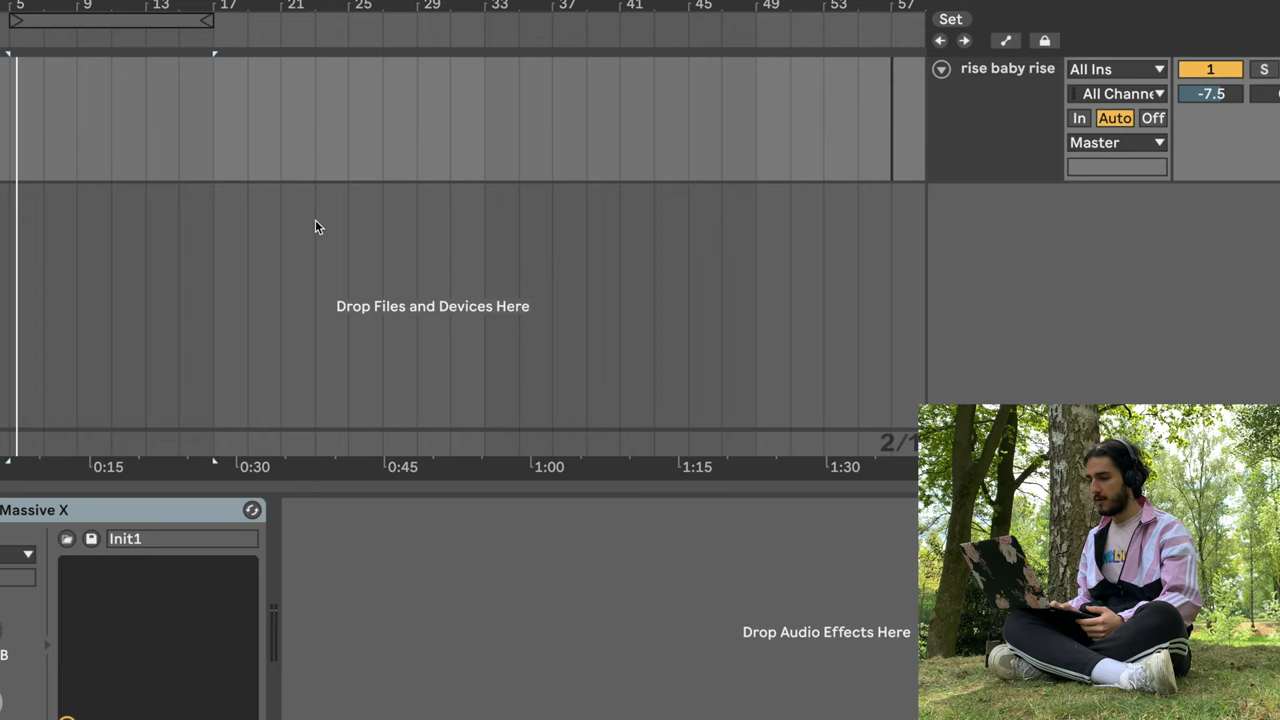 5 9 13 17 21 25 29 33 37 41 45 49 53 57
Set
rise baby rise
All Ins
1
S
All Channe
-7.5
In Auto Off
Master
Drop Files and Devices Here
2/1
0:15 0:30 0:45 1:00 1:15 1:30
Massive X
Init1
Drop Audio Effects Here
B